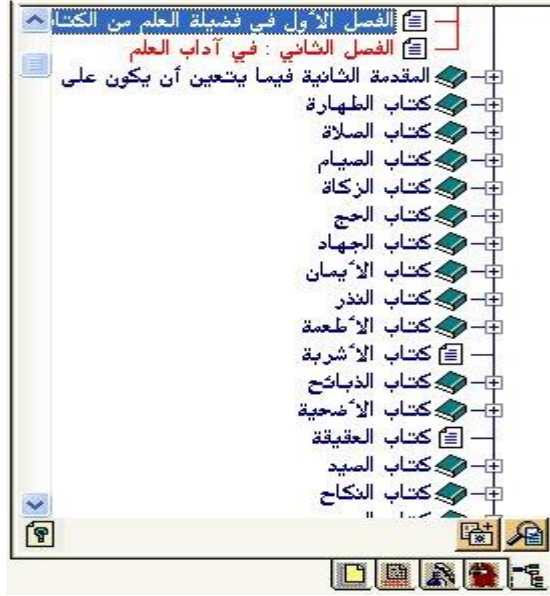 الفصل الأول في فضيلة العلم من الكتا
الفصل الثاني : في آداب العلم
المقدمة الثانية فيما يتعين أن يكون على
كتاب الطهارة
كتاب الصلاة
كتاب الصيام
كتاب الزكاة
كتاب الحج
كتاب الجهاد
كتاب الأيمان
كتاب النذر
كتاب الأطعمة
كتاب الأشربة
كتاب الذبائح
كتاب الأضحية
كتاب العقيقة
كتاب الصيد
كتاب النكاح